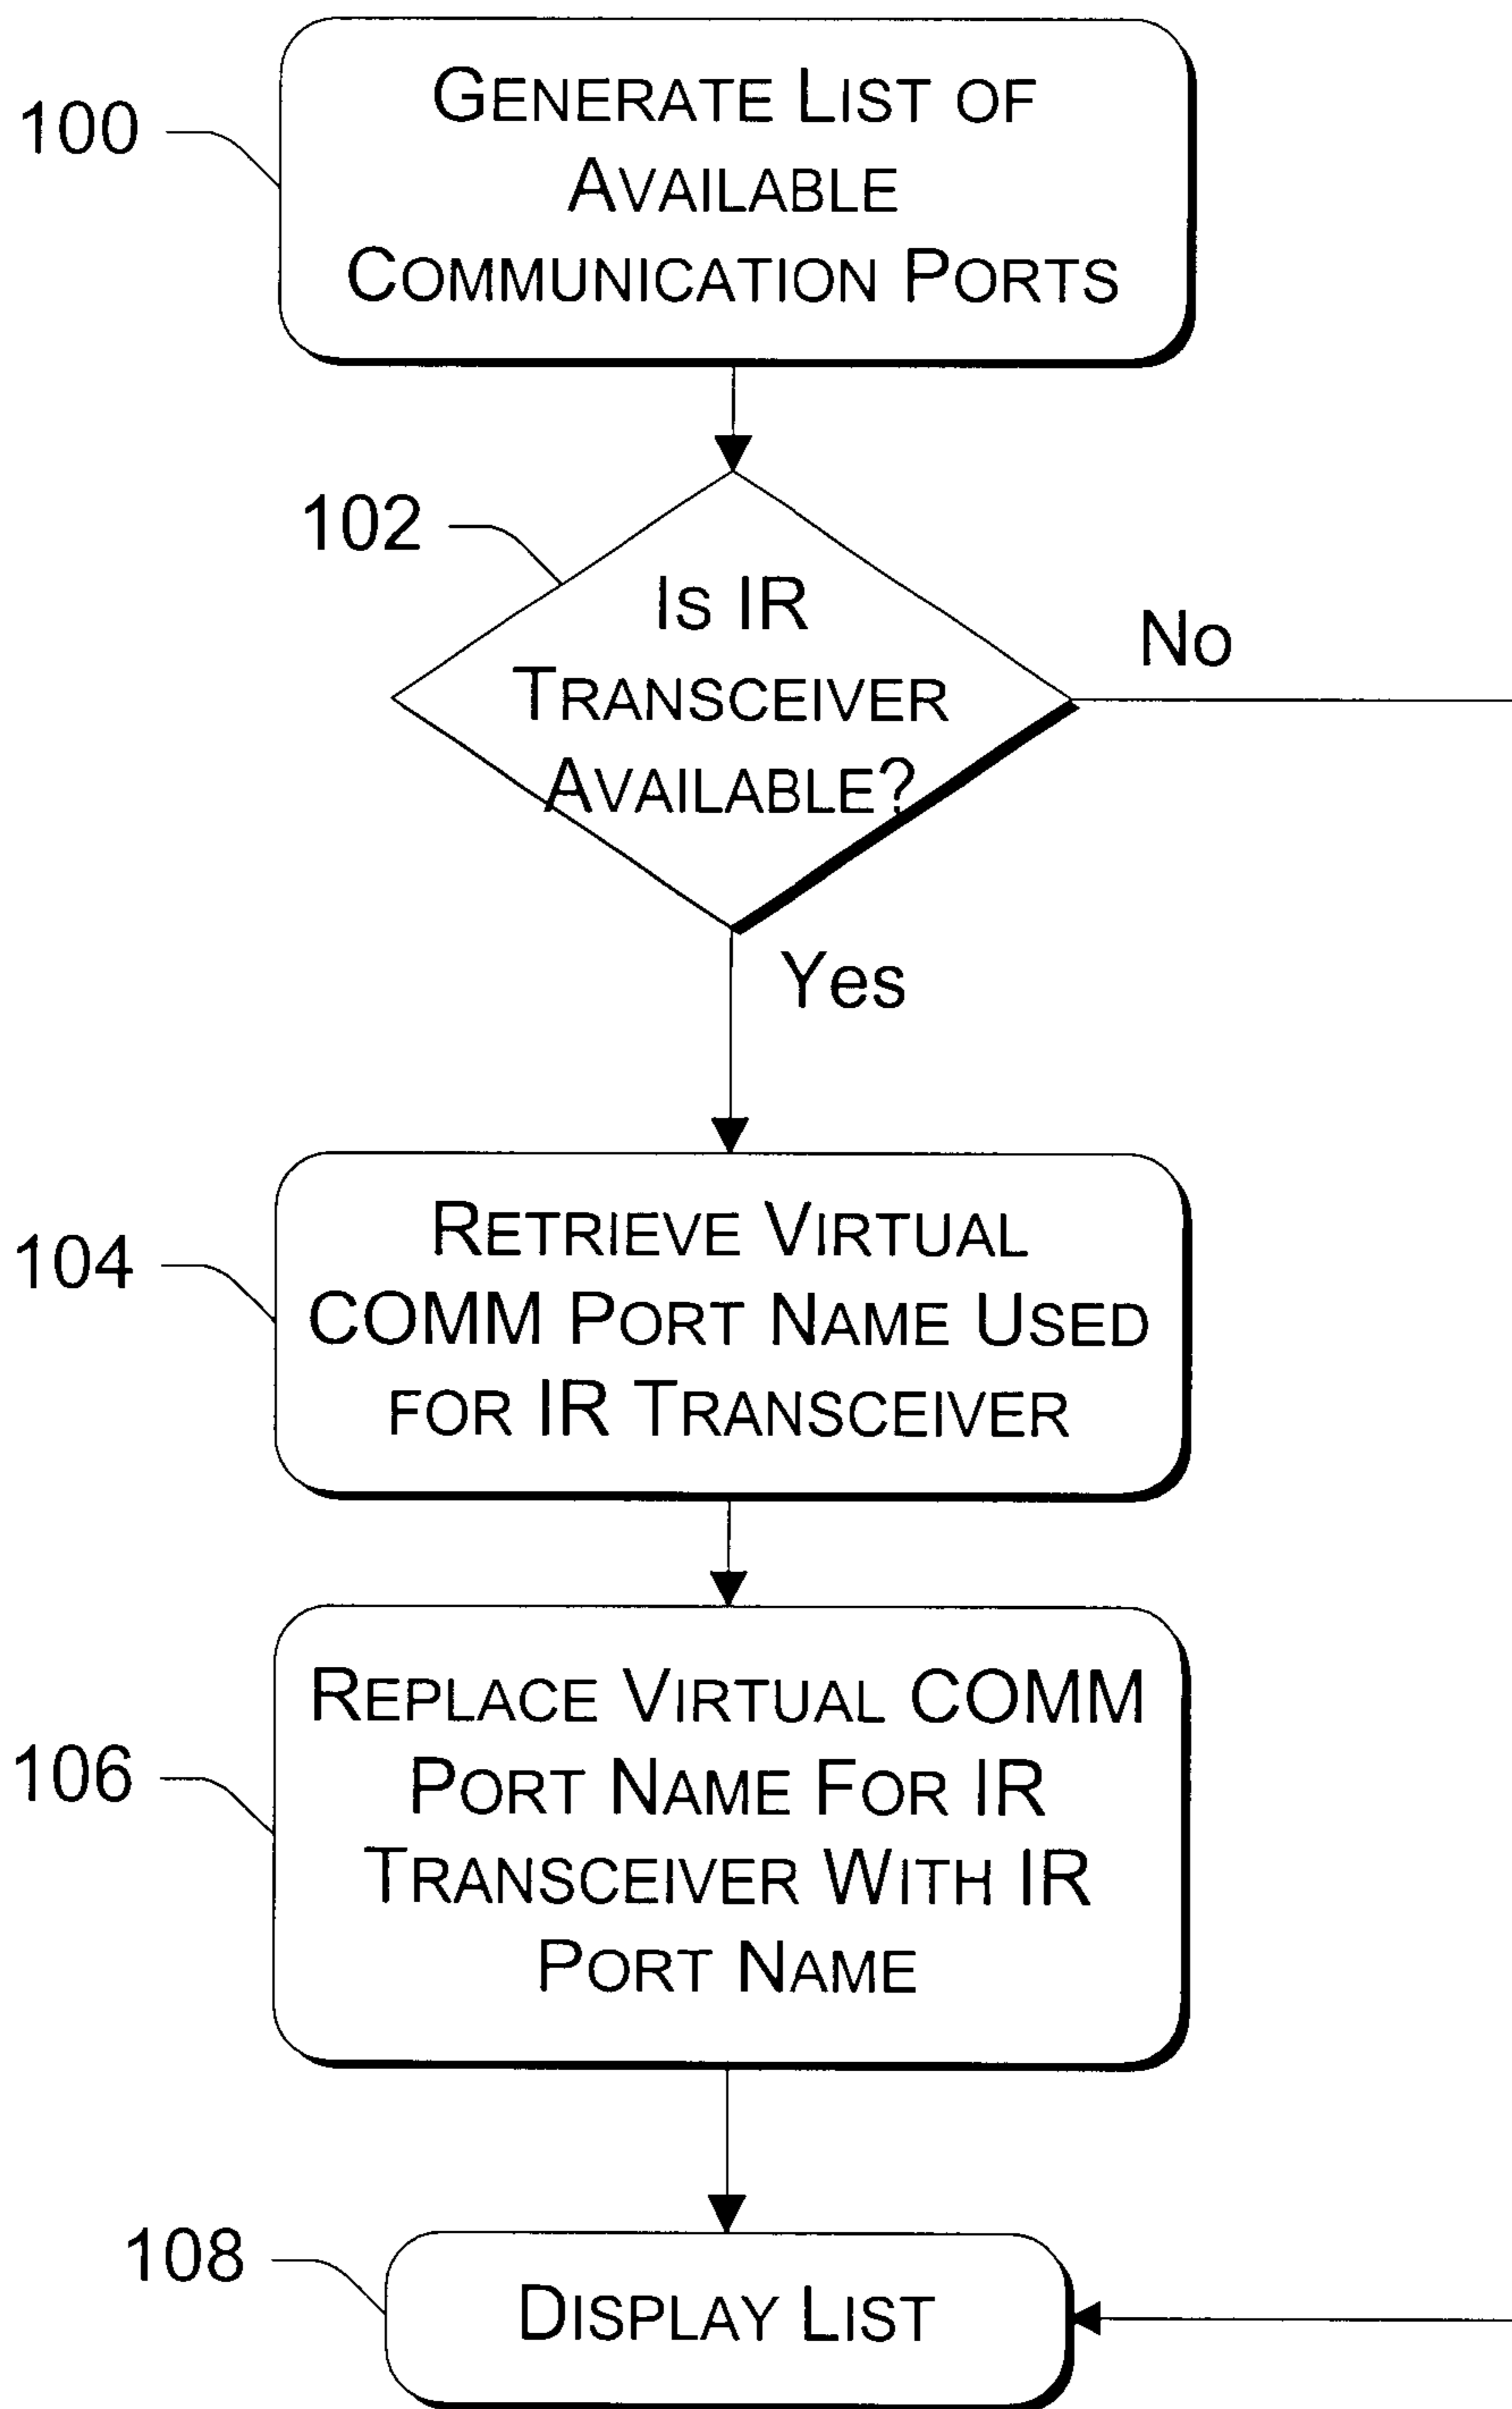 100
GENERATE LIST OF
AVAILABLE
COMMUNICATION PORTS
102
IS IR
TRANSCEIVER
AVAILABLE?
No
Yes
104
RETRIEVE VIRTUAL
COMM PORT NAME USED
FOR IR TRANSCEIVER
106
REPLACE VIRTUAL COMM
PORT NAME FOR IR
TRANSCEIVER WITH IR
PORT NAME
108
DISPLAY LIST